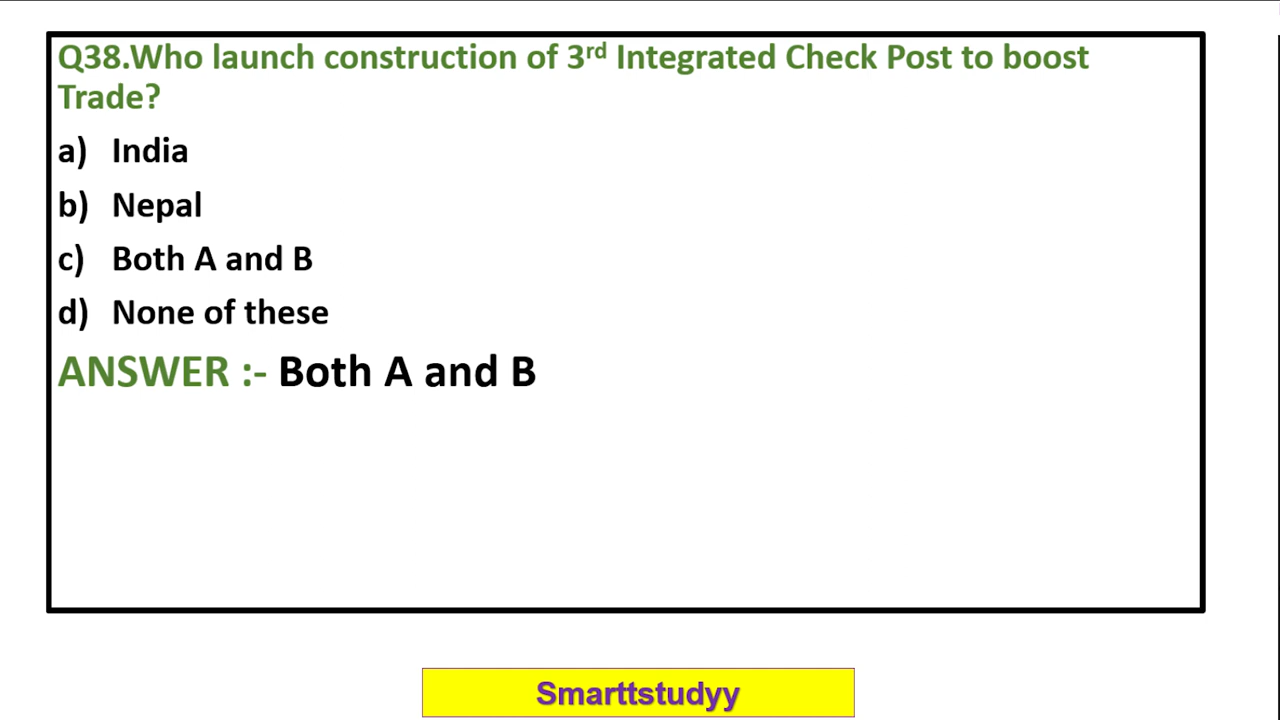 Q38.Who launch construction of 3rd Integrated Check Post to boost
Trade?
a) India
b) Nepal
c) Both A and B
d) None of these
ANSWER :- Both A and B
Smarttstudyy